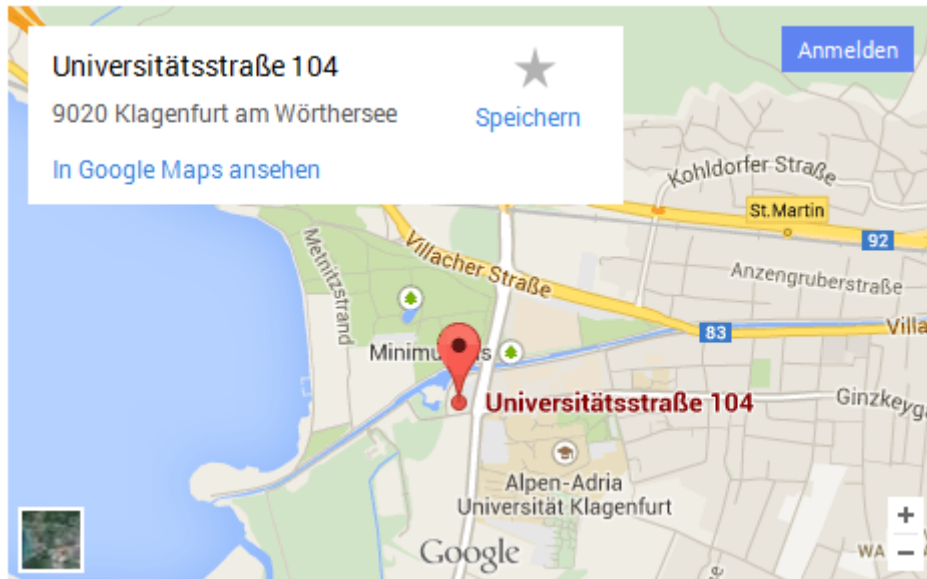 Universitätsstraße 104
9020 Klagenfurt am Wörthersee
In Google Maps ansehen
Speichern
Anmelden
Kohldorfer Straße
St. Martin
92
Metnitzstrand
Villacher Straße
Anzengruberstraße
83
Villa
Universitätsstraße 104
Ginzkeyg
Alpen-Adria
Universität Klagenfurt
Google
WA
+
−